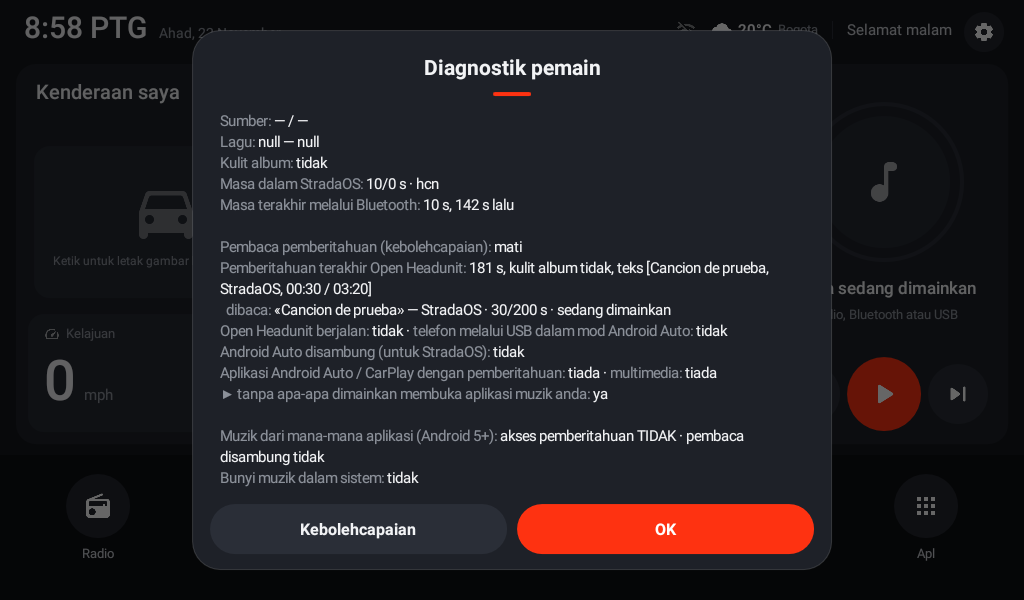 8:58 PTG
Ahad, 22 November
20°C Bogota
Selamat malam
Diagnostik pemain
Kenderaan saya
Sumber: — / —
Lagu: null — null
Kulit album: tidak
Masa dalam StradaOS: 10/0 s · hcn
Masa terakhir melalui Bluetooth: 10 s, 142 s lalu
Pembaca pemberitahuan (kebolehcapaian): mati
Pemberitahuan terakhir Open Headunit: 181 s, kulit album tidak, teks [Cancion de prueba,
StradaOS, 00:30 / 03:20]
dibaca: «Cancion de prueba» — StradaOS · 30/200 s · sedang dimainkan
Open Headunit berjalan: tidak · telefon melalui USB dalam mod Android Auto: tidak
Android Auto disambung (untuk StradaOS): tidak
Aplikasi Android Auto / CarPlay dengan pemberitahuan: tiada · multimedia: tiada
► tanpa apa-apa dimainkan membuka aplikasi muzik anda: ya
Muzik dari mana-mana aplikasi (Android 5+): akses pemberitahuan TIDAK · pembaca
disambung tidak
Bunyi muzik dalam sistem: tidak
Kebolehcapaian
OK
Ketik untuk letak gambar
Kelajuan
0 mph
sedang dimainkan
Bluetooth atau USB
Radio
Apl